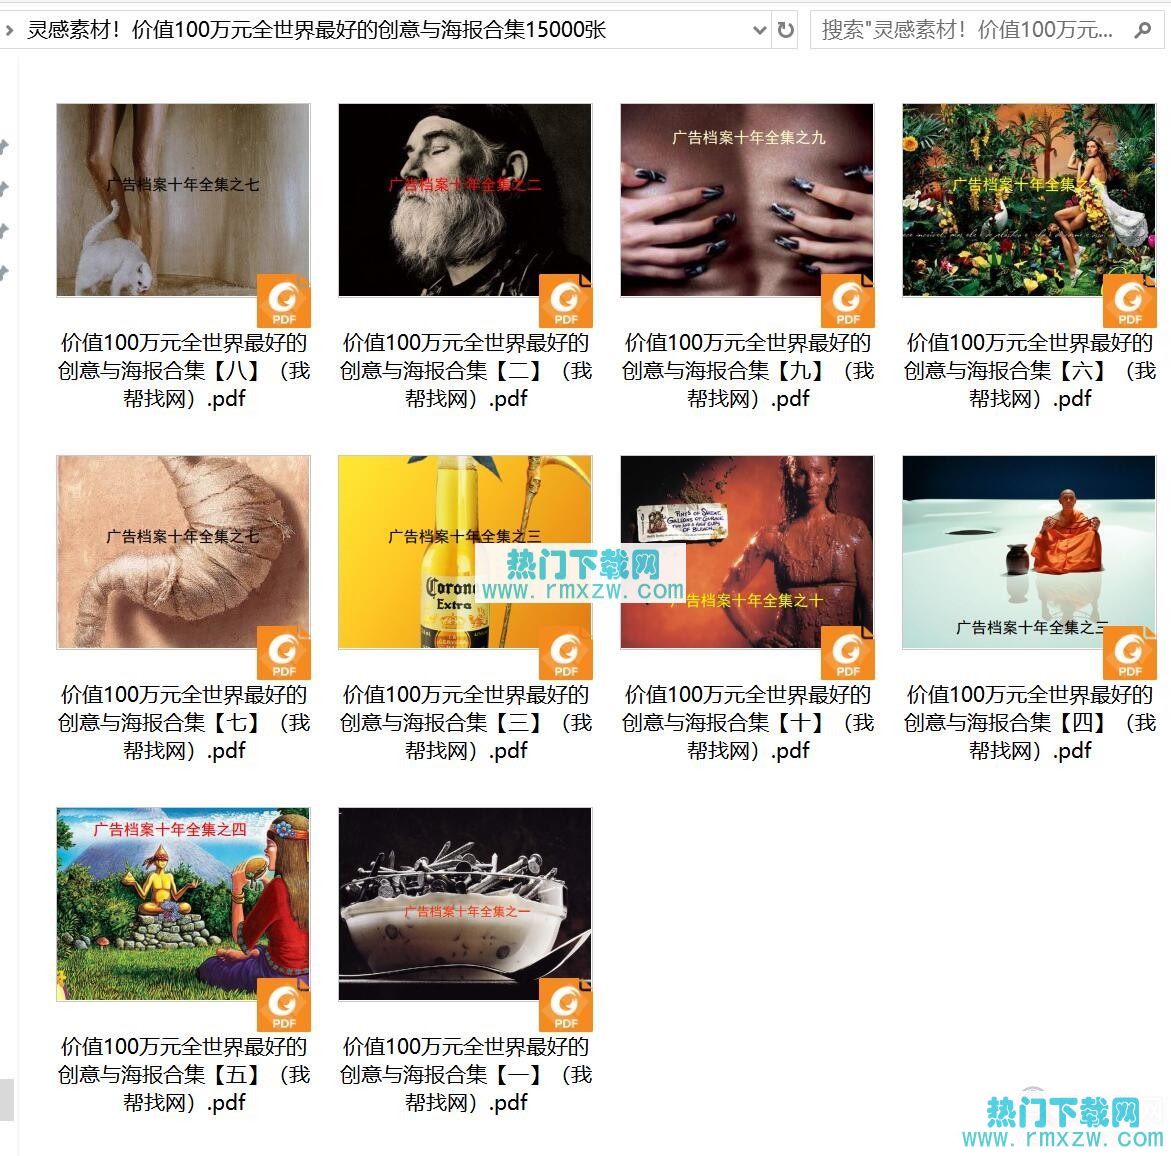 灵感素材！价值100万元全世界最好的创意与海报合集15000张
搜索"灵感素材！价值100万元...
广告档案十年全集之七
PDF
价值100万元全世界最好的
创意与海报合集【八】（我
帮找网）.pdf
广告档案十年全集之二
PDF
价值100万元全世界最好的
创意与海报合集【二】（我
帮找网）.pdf
广告档案十年全集之九
PDF
价值100万元全世界最好的
创意与海报合集【九】（我
帮找网）.pdf
广告档案十年全集之
PDF
价值100万元全世界最好的
创意与海报合集【六】（我
帮找网）.pdf
广告档案十年全集之七
PDF
价值100万元全世界最好的
创意与海报合集【七】（我
帮找网）.pdf
广告档案十年全集之三
Corona
Extra
PDF
价值100万元全世界最好的
创意与海报合集【三】（我
帮找网）.pdf
热门下载网
www.rmxzw.com
PINTS OF SWEAT,
GALLONS OF COURAGE
OF BLEACH
广告档案十年全集之十
PDF
价值100万元全世界最好的
创意与海报合集【十】（我
帮找网）.pdf
广告档案十年全集之三
PDF
价值100万元全世界最好的
创意与海报合集【四】（我
帮找网）.pdf
广告档案十年全集之四
PDF
价值100万元全世界最好的
创意与海报合集【五】（我
帮找网）.pdf
广告档案十年全集之一
PDF
价值100万元全世界最好的
创意与海报合集【一】（我
帮找网）.pdf
热门下载网
www.rmxzw.com